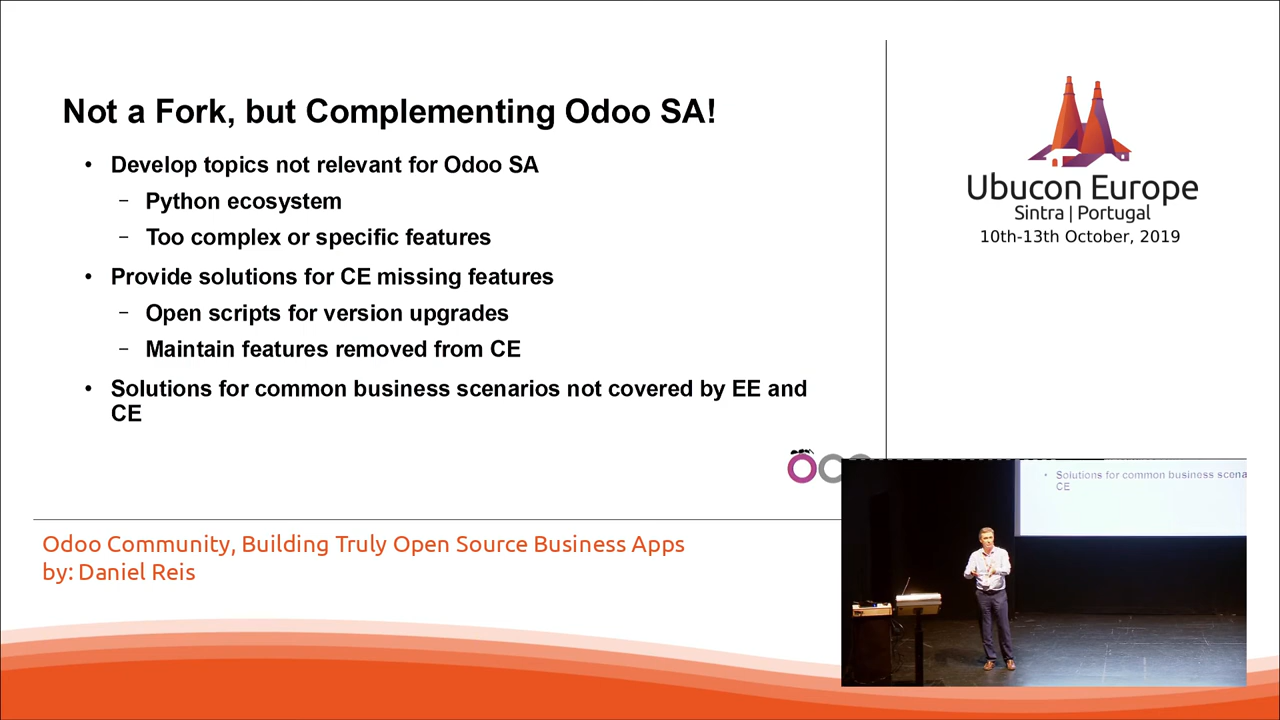 Not a Fork, but Complementing Odoo SA!
• Develop topics not relevant for Odoo SA
– Python ecosystem
– Too complex or specific features
• Provide solutions for CE missing features
– Open scripts for version upgrades
– Maintain features removed from CE
• Solutions for common business scenarios not covered by EE and
CE
Ubucon Europe
Sintra | Portugal
10th-13th October, 2019
• Solutions for common business scena
CE
Odoo Community, Building Truly Open Source Business Apps
by: Daniel Reis